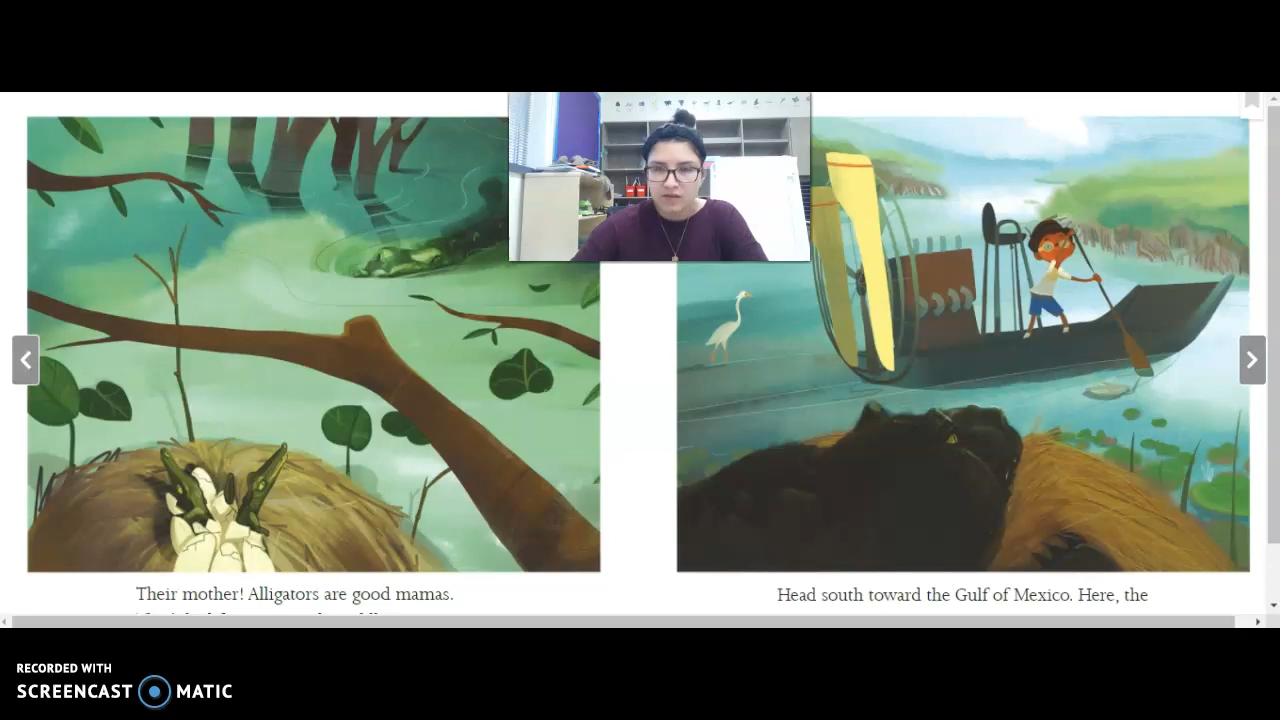 Their mother! Alligators are good mamas.
Head south toward the Gulf of Mexico. Here, the
RECORDED WITH
SCREENCAST MATIC